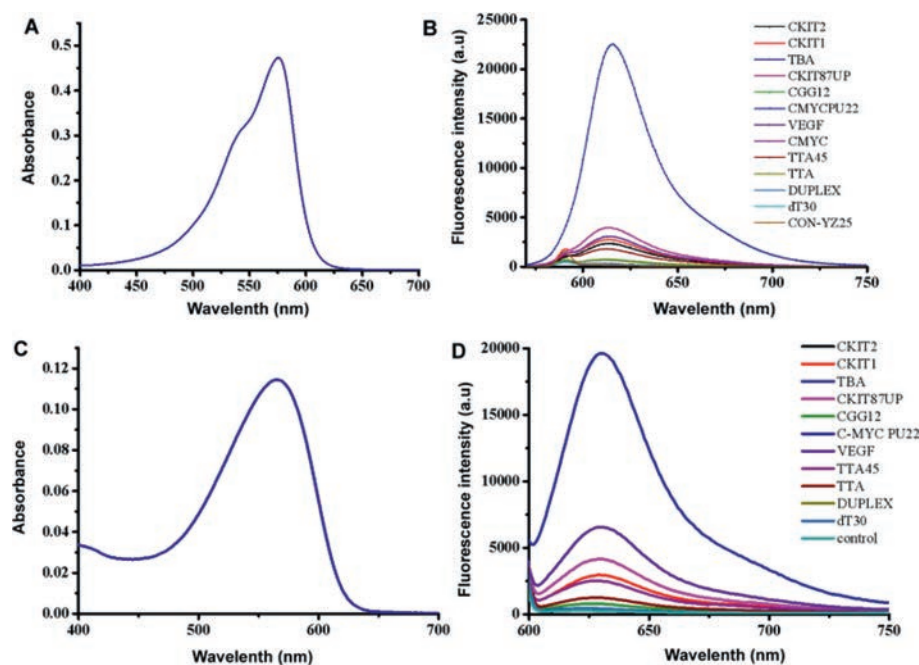 A
0.5
0.4
0.3
0.2
0.1
0.0
Absorbance
400 450 500 550 600 650 700
Wavelenth (nm)
B
25000
20000
15000
10000
5000
0
Fluorescence intensity (a.u)
600 650 700 750
Wavelenth (nm)
CKIT2
CKIT1
TBA
CKIT87UP
CGG12
CMYCPU22
VEGF
CMYC
TTA45
TTA
DUPLEX
dT30
CON-YZ25
C
0.12
0.10
0.08
0.06
0.04
0.02
0.00
Absorbance
400 500 600 700
Wavelenth (nm)
D
20000
15000
10000
5000
0
Fluorescence intensity (a.u)
600 650 700 750
Wavelenth (nm)
CKIT2
CKIT1
TBA
CKIT87UP
CGG12
C-MYC PU22
VEGF
TTA45
TTA
DUPLEX
dT30
control